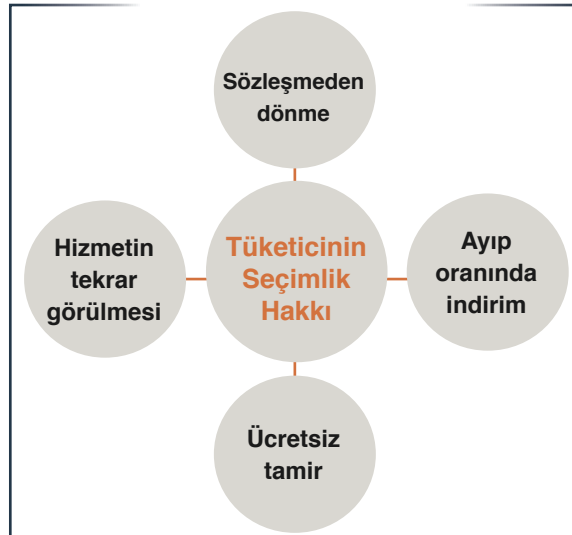 Sözleşmeden
dönme
Hizmetin
tekrar
görülmesi
Tüketicinin
Seçimlik
Hakkı
Ayıp
oranında
indirim
Ücretsiz
tamir